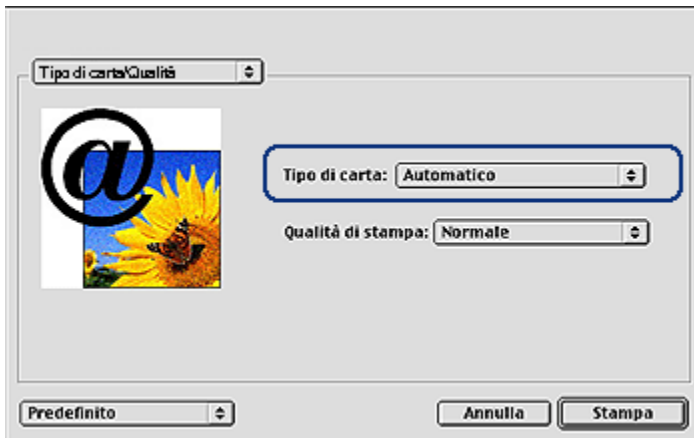 Tipo di carta/Qualità
@
Tipo di carta: Automatico
Qualità di stampa: Normale
Predefinito
Annulla
Stampa